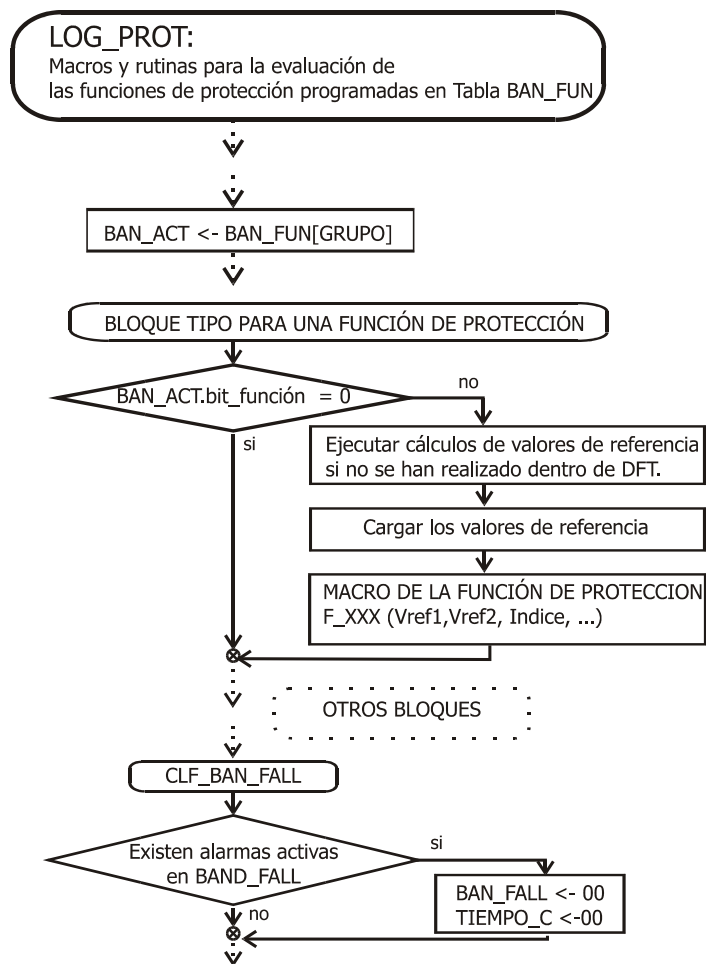 LOG_PROT:
Macros y rutinas para la evaluación de
las funciones de protección programadas en Tabla BAN_FUN
BAN_ACT <- BAN_FUN[GRUPO]
BLOQUE TIPO PARA UNA FUNCIÓN DE PROTECCIÓN
BAN_ACT.bit_función = 0
no
si
Ejecutar cálculos de valores de referencia
si no se han realizado dentro de DFT.
Cargar los valores de referencia
MACRO DE LA FUNCIÓN DE PROTECCION
F_XXX (Vref1,Vref2, Indice, ...)
OTROS BLOQUES
CLF_BAN_FALL
Existen alarmas activas
en BAND_FALL
si
no
BAN_FALL <- 00
TIEMPO_C <-00